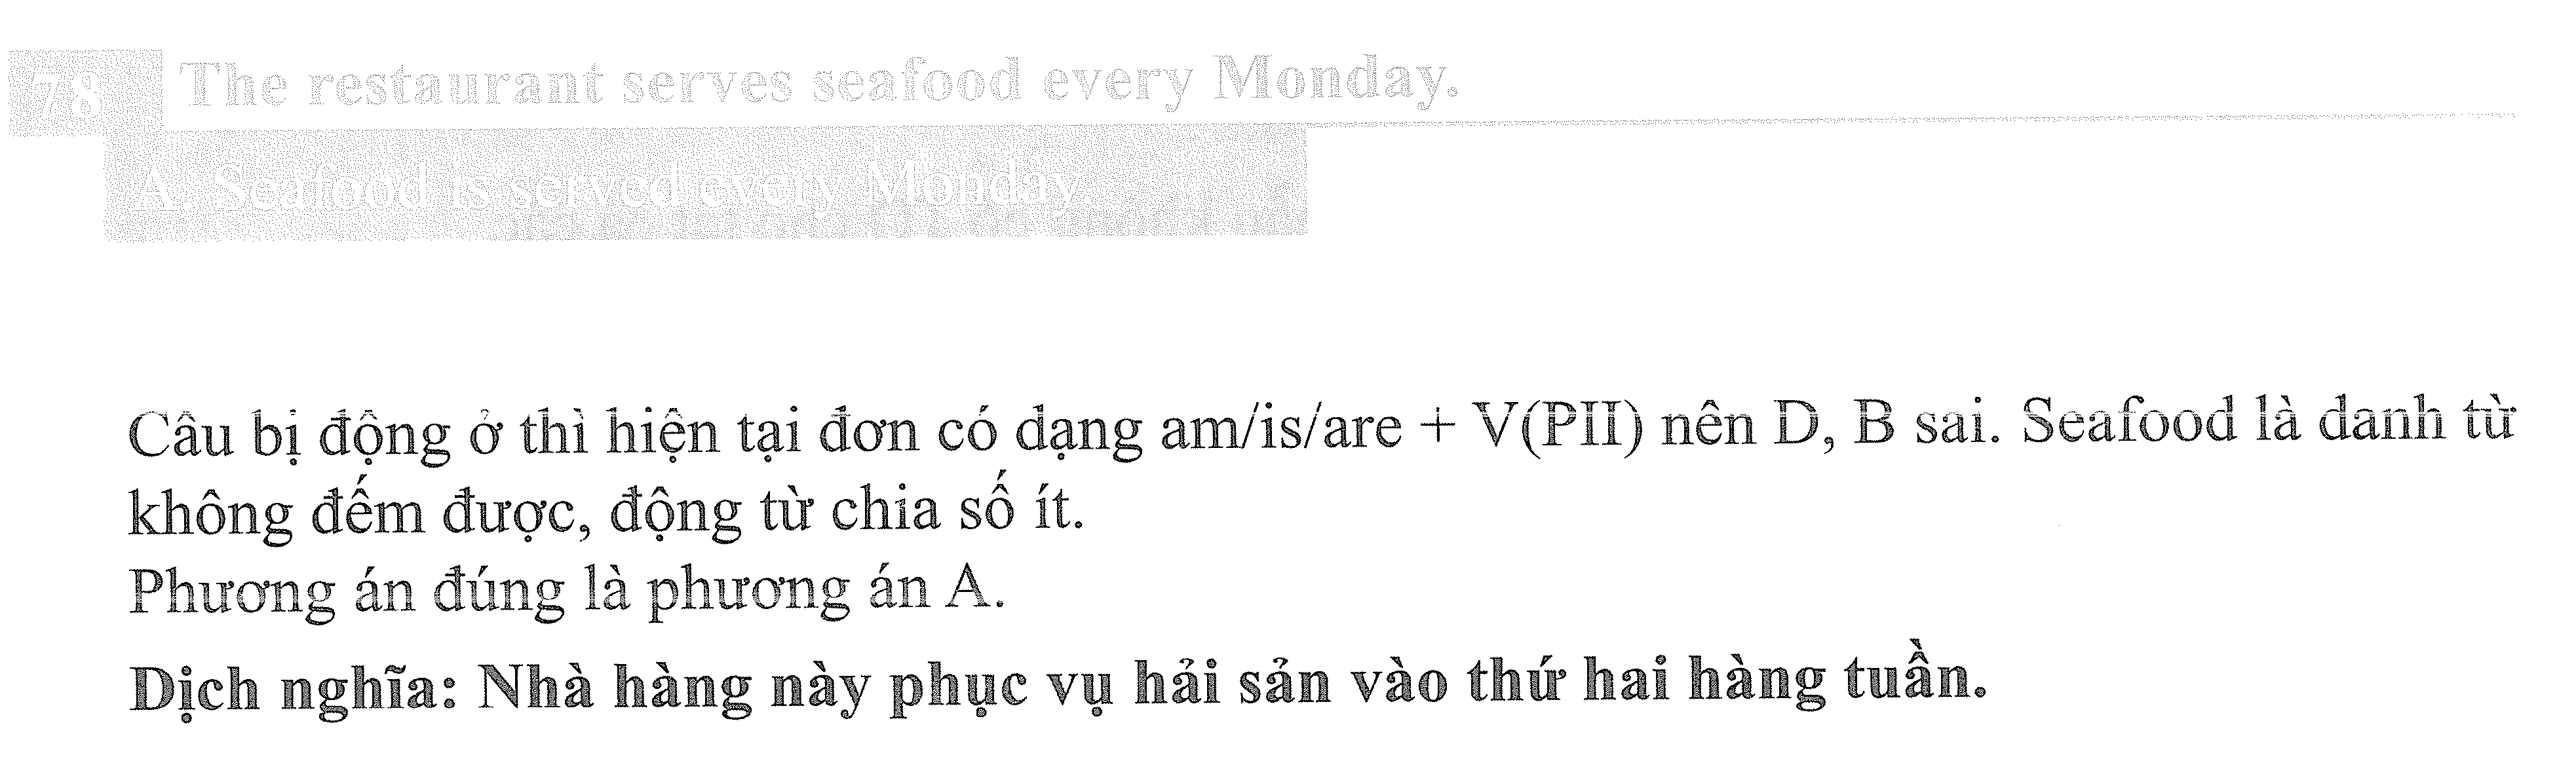 78 The restaurant serves seafood every Monday.
A. Seafood is served every Monday.
Câu bị động ở thì hiện tại đơn có dạng am/is/are + V(PII) nên D, B sai. Seafood là danh từ
không đếm được, động từ chia số ít.
Phương án đúng là phương án A.
Dịch nghĩa: Nhà hàng này phục vụ hải sản vào thứ hai hàng tuần.